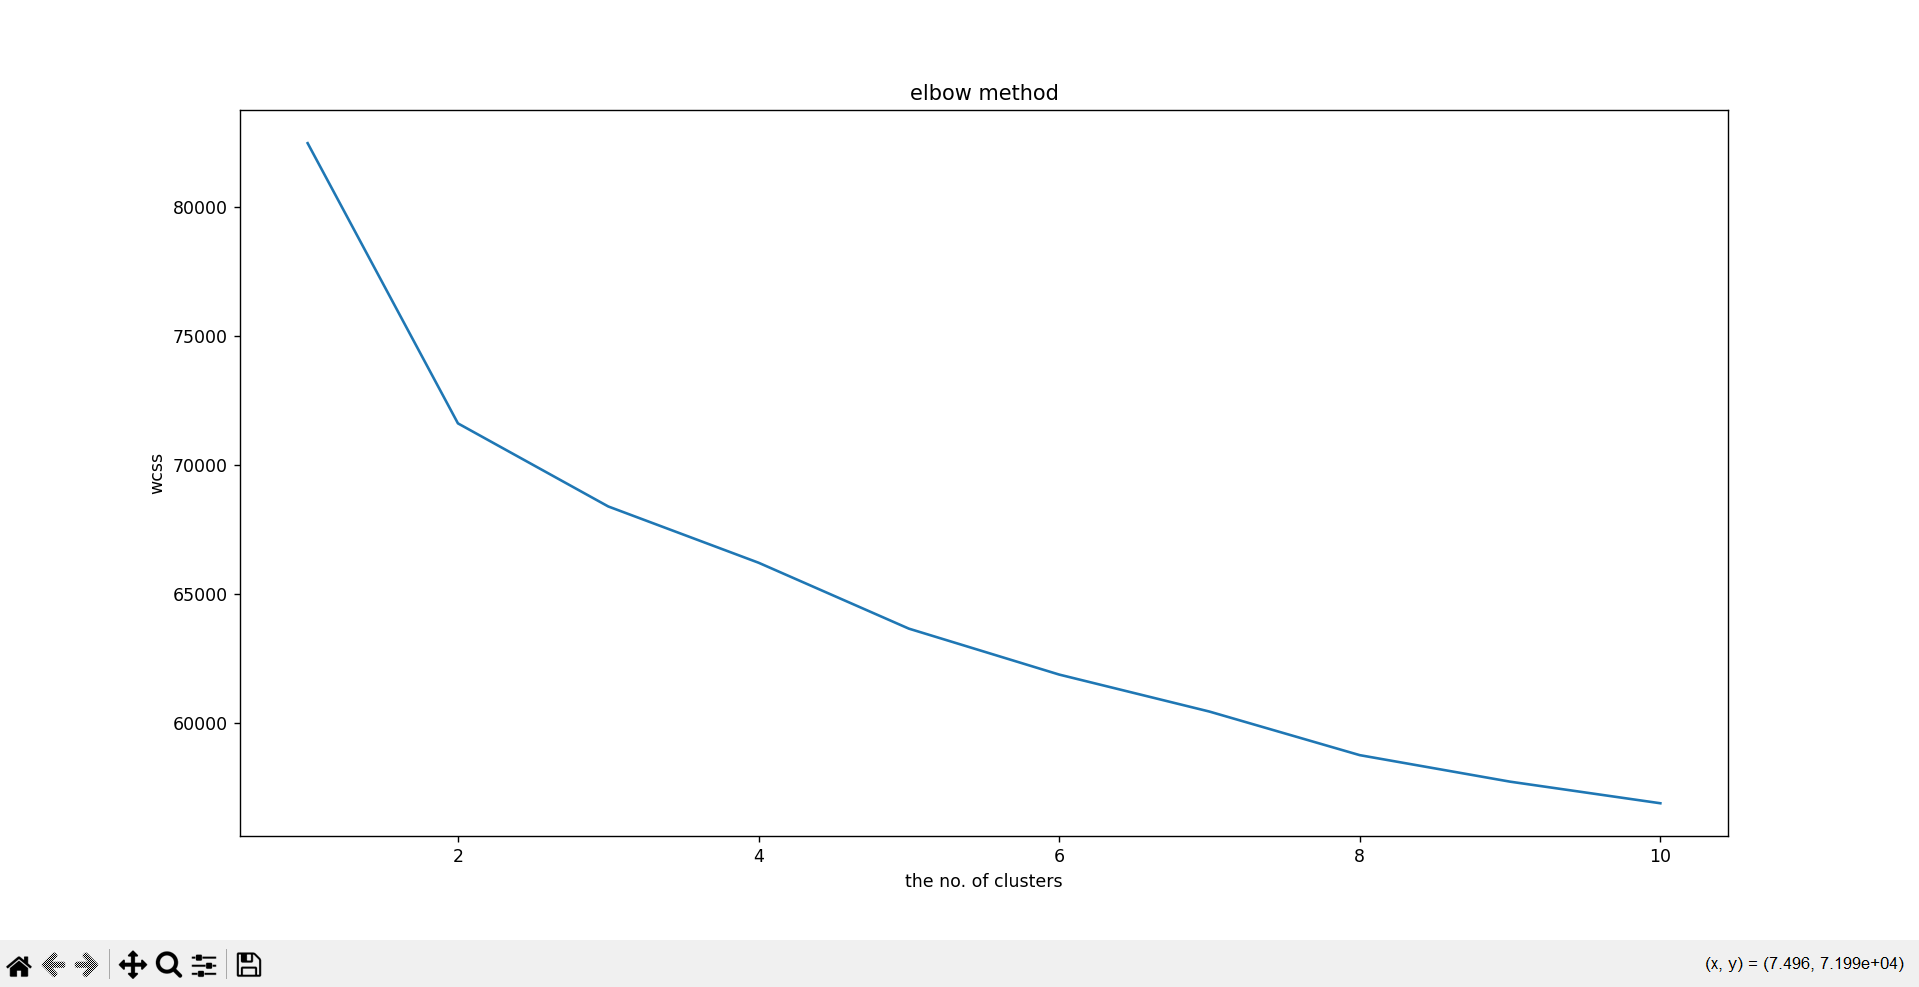 elbow method
80000
75000
70000
65000
60000
wcss
2 4 6 8 10
the no. of clusters
(x, y) = (7.496, 7.199e+04)